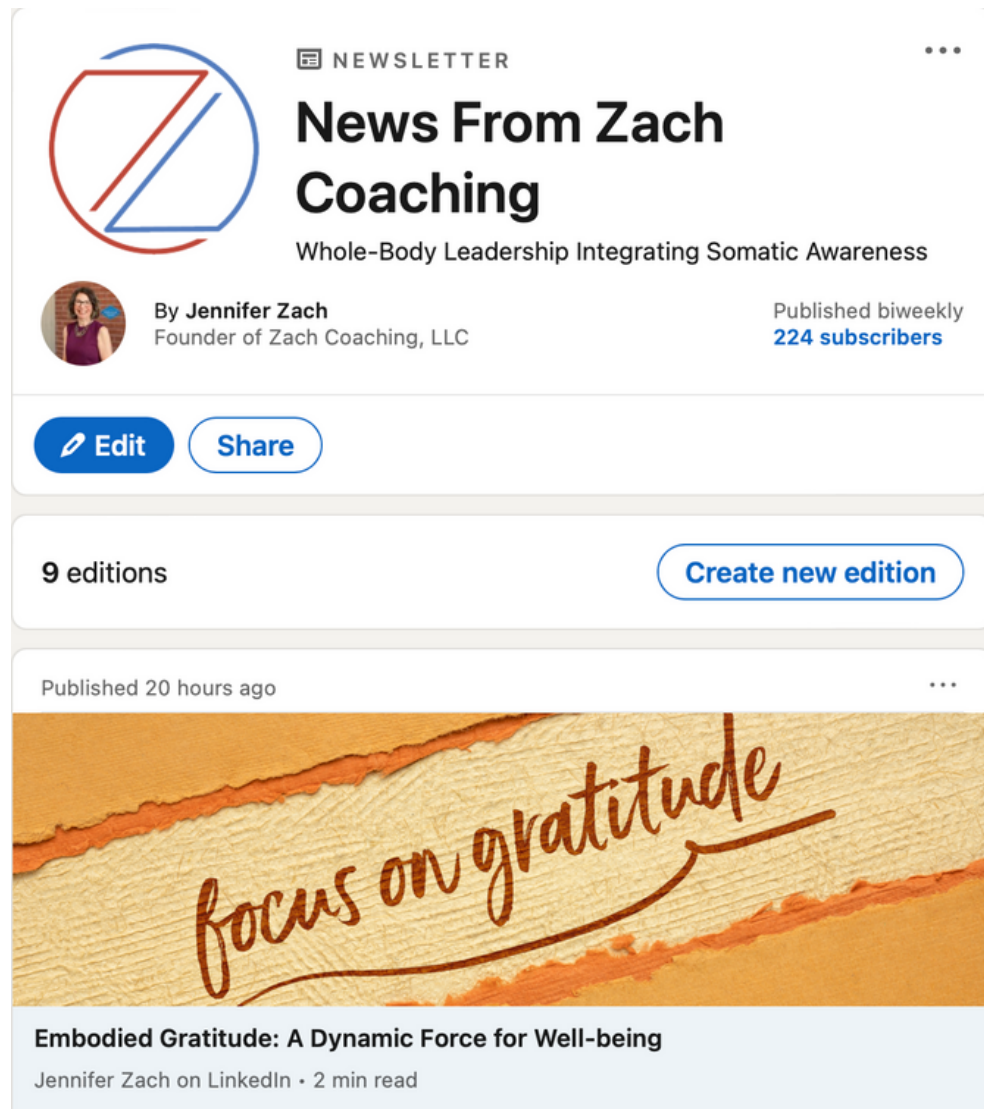 NEWSLETTER
News From Zach
Coaching
Whole-Body Leadership Integrating Somatic Awareness
By Jennifer Zach
Founder of Zach Coaching, LLC
Published biweekly
224 subscribers
Edit
Share
9 editions
Create new edition
Published 20 hours ago
focus on gratitude
Embodied Gratitude: A Dynamic Force for Well-being
Jennifer Zach on LinkedIn • 2 min read